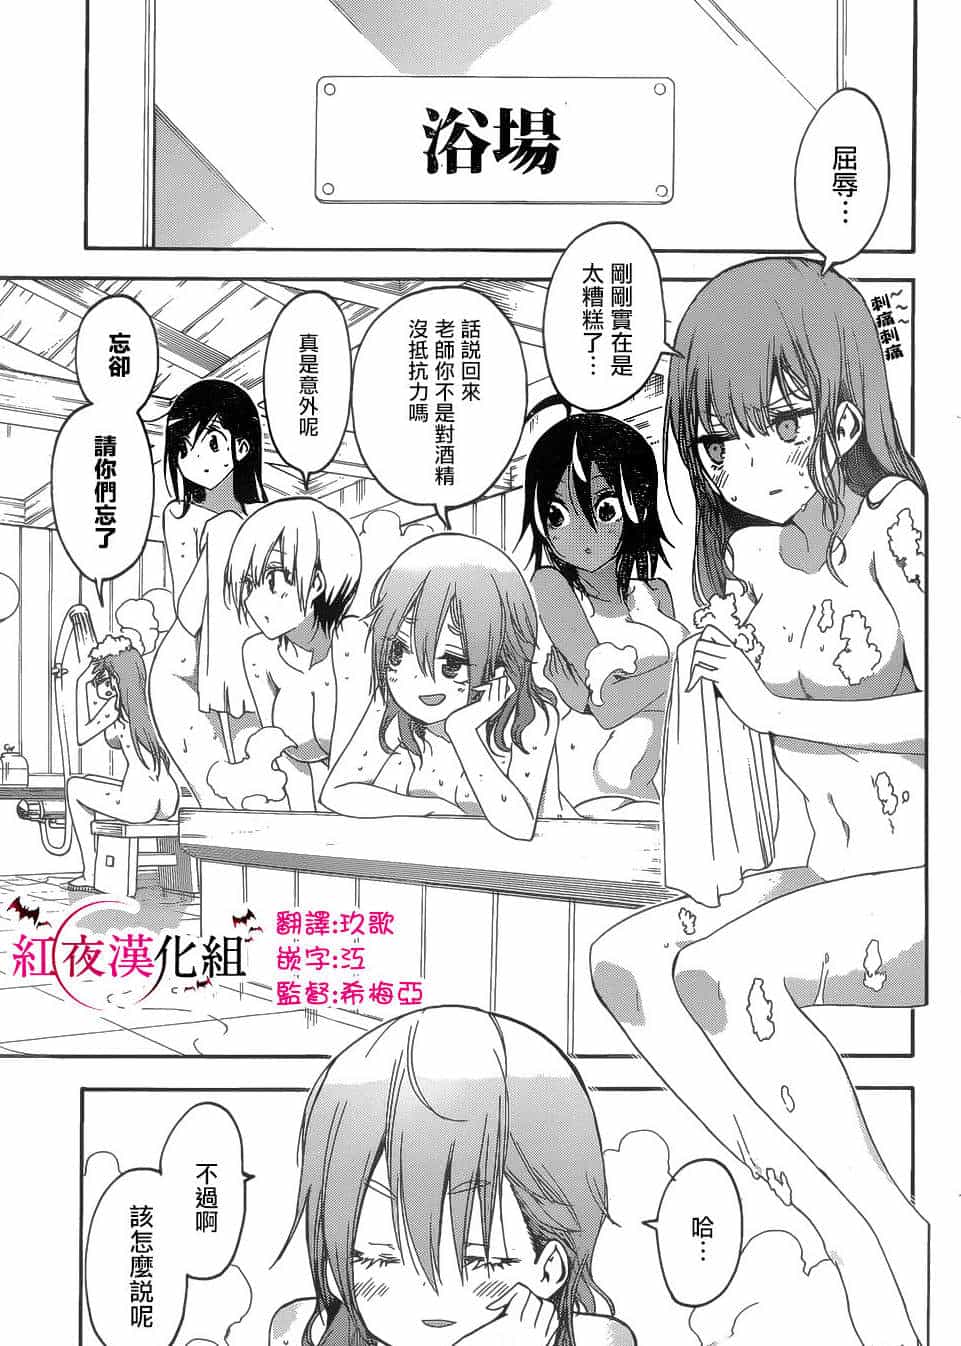 浴場
屈辱…
刺痛刺痛
～～
剛剛實在是
太糟糕了…
話說回來
老師你不是對酒精
沒抵抗力嗎
真是意外呢
忘卻
請你們忘了
紅夜漢化組
翻譯:玖歌
嵌字:江
監督:希梅亞
哈…
不過啊
該怎麼說呢